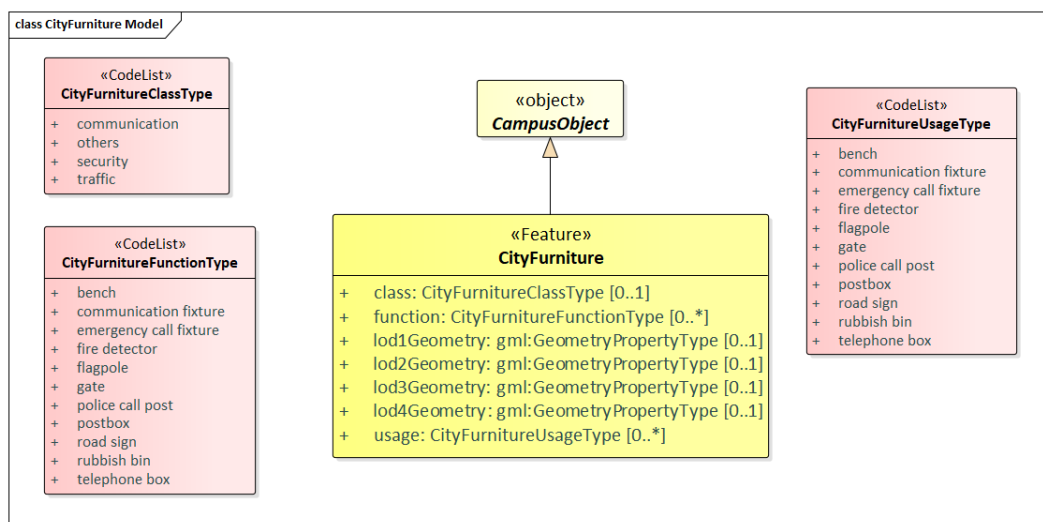 class CityFurniture Model
«CodeList»
CityFurnitureClassType
+ communication
+ others
+ security
+ traffic
«CodeList»
CityFurnitureFunctionType
+ bench
+ communication fixture
+ emergency call fixture
+ fire detector
+ flagpole
+ gate
+ police call post
+ postbox
+ road sign
+ rubbish bin
+ telephone box
«object»
CampusObject
«Feature»
CityFurniture
+ class: CityFurnitureClassType [0..1]
+ function: CityFurnitureFunctionType [0..*]
+ lod1Geometry: gml:GeometryPropertyType [0..1]
+ lod2Geometry: gml:GeometryPropertyType [0..1]
+ lod3Geometry: gml:GeometryPropertyType [0..1]
+ lod4Geometry: gml:GeometryPropertyType [0..1]
+ usage: CityFurnitureUsageType [0..*]
«CodeList»
CityFurnitureUsageType
+ bench
+ communication fixture
+ emergency call fixture
+ fire detector
+ flagpole
+ gate
+ police call post
+ postbox
+ road sign
+ rubbish bin
+ telephone box